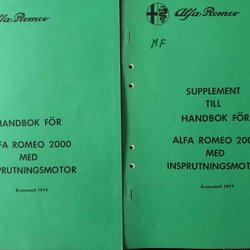 Alfa Romeo
HANDBOK FÖR
ALFA ROMEO 2000
MED
INSPRUTNINGSMOTOR
Årsmodell 1975
Alfa Romeo
MF
SUPPLEMENT
TILL
HANDBOK FÖR
ALFA ROMEO 2000
MED
INSPRUTNINGSMOTOR
Årsmodell 1977